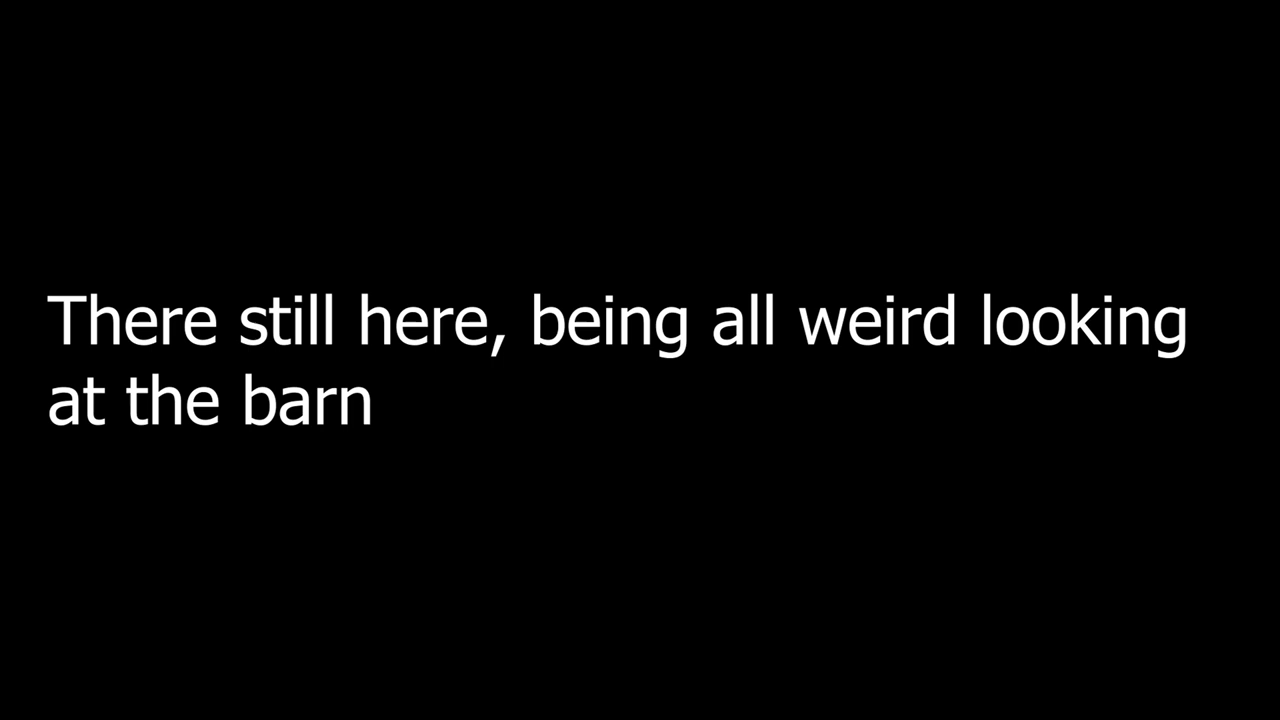 There still here, being all weird looking
at the barn